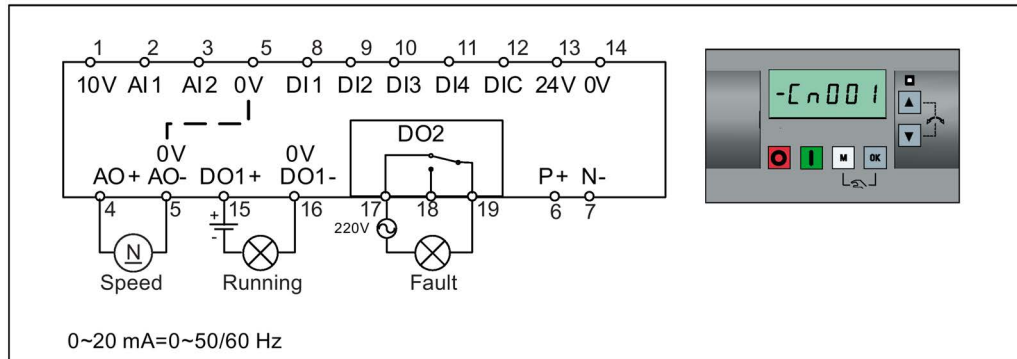 1 2 3 5 8 9 10 11 12 13 14
10V AI1 AI2 0V DI1 DI2 DI3 DI4 DIC 24V 0V
-Cn001
DO2
0V 0V
AO+ AO- DO1+ DO1- P+ N-
M OK
4 5 15 16 17 18 19 6 7
+
-
220V
N
Speed Running Fault
0~20 mA=0~50/60 Hz